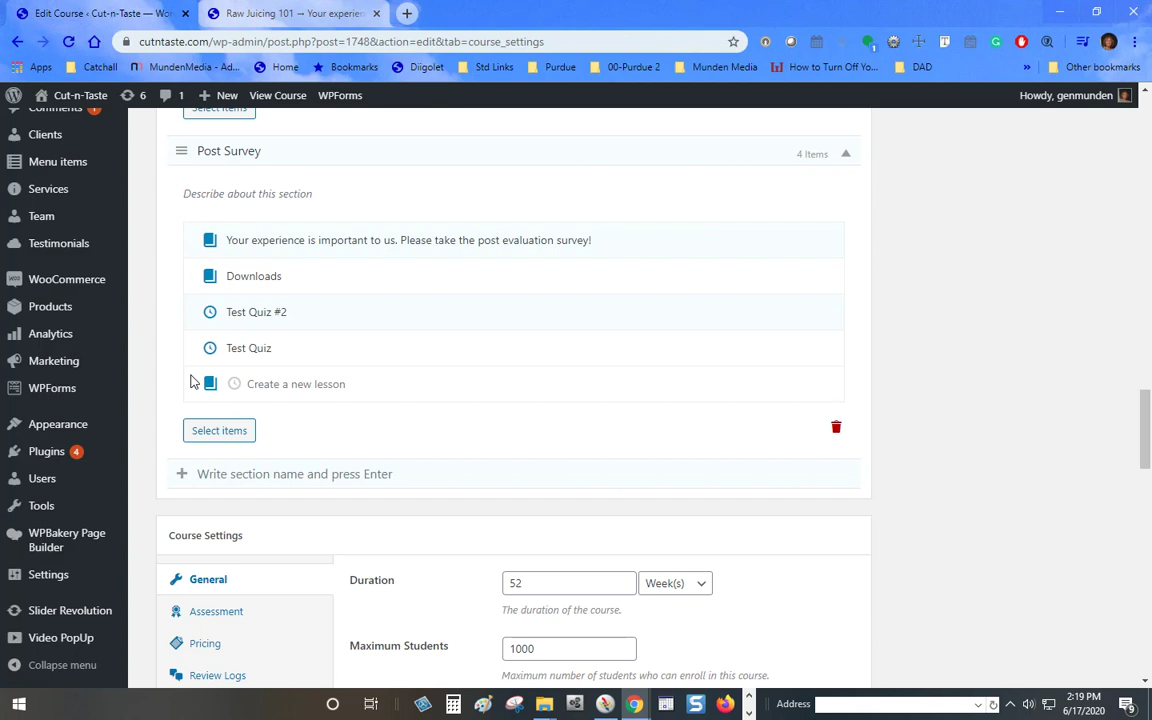 Edit Course ‹ Cut-n-Taste — Wor
Raw Juicing 101 → Your experien
cutntaste.com/wp-admin/post.php?post=1748&action=edit&tab=course_settings
Apps
Catchall
MundenMedia - Ad...
Home
Bookmarks
Diigolet
Std Links
Purdue
00-Purdue 2
Munden Media
How to Turn Off Yo...
DAD
»
Other bookmarks
Cut-n-Taste
6
1
New
View Course
WPForms
Howdy, genmunden
Comments
Clients
Menu items
Services
Team
Testimonials
WooCommerce
Products
Analytics
Marketing
WPForms
Appearance
Plugins 4
Users
Tools
WPBakery Page
Builder
Settings
Slider Revolution
Video PopUp
Collapse menu
Select items
Post Survey
4 Items
Describe about this section
Your experience is important to us. Please take the post evaluation survey!
Downloads
Test Quiz #2
Test Quiz
Create a new lesson
Select items
Write section name and press Enter
Course Settings
General
Assessment
Pricing
Review Logs
Duration
52
Week(s)
The duration of the course.
Maximum Students
1000
Maximum number of students who can enroll in this course.
Address
2:19 PM
6/17/2020
9